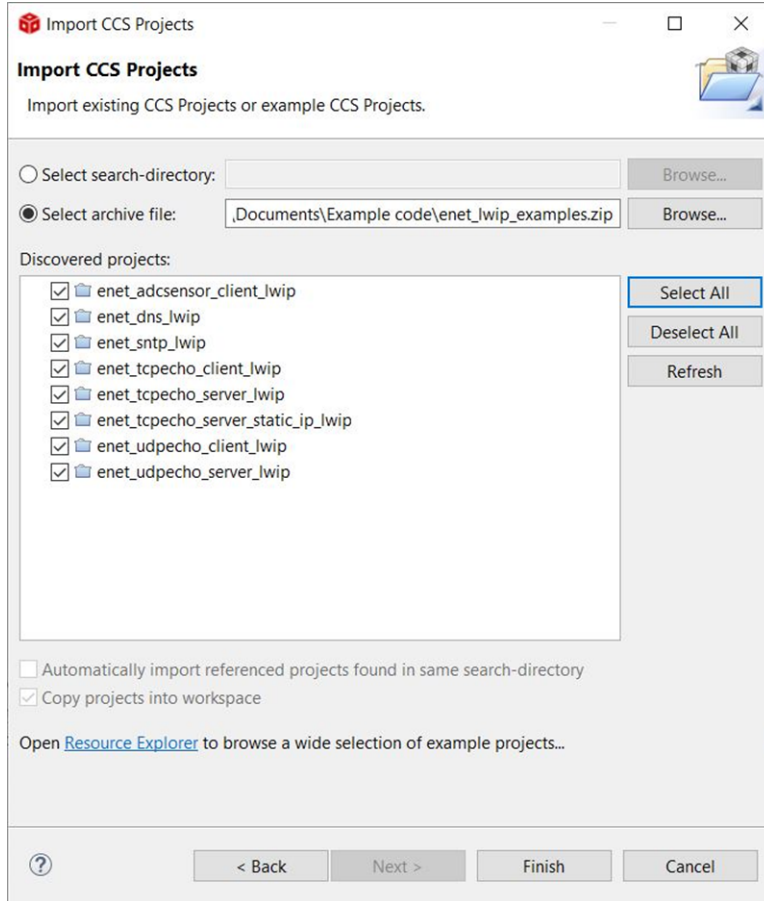 Import CCS Projects
Import CCS Projects
Import existing CCS Projects or example CCS Projects.
Select search-directory:
Browse...
Select archive file:
Documents\Example code\enet_lwip_examples.zip
Browse...
Discovered projects:
enet_adcsensor_client_lwip
Select All
enet_dns_lwip
Deselect All
enet_sntp_lwip
Refresh
enet_tcpecho_client_lwip
enet_tcpecho_server_lwip
enet_tcpecho_server_static_ip_lwip
enet_udpecho_client_lwip
enet_udpecho_server_lwip
Automatically import referenced projects found in same search-directory
Copy projects into workspace
Open Resource Explorer to browse a wide selection of example projects...
?
< Back
Next >
Finish
Cancel